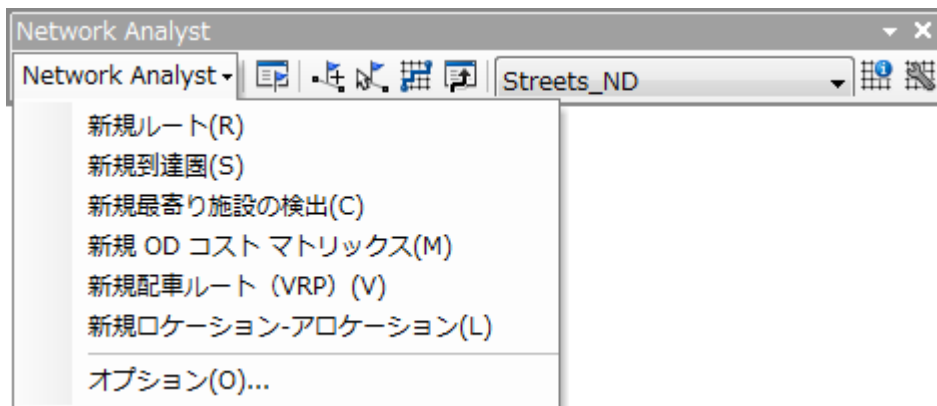 Network Analyst
Network Analyst Streets_ND
新規ルート(R)
新規到達圏(S)
新規最寄り施設の検出(C)
新規 OD コスト マトリックス(M)
新規配車ルート（VRP）(V)
新規ロケーション-アロケーション(L)
オプション(O)...